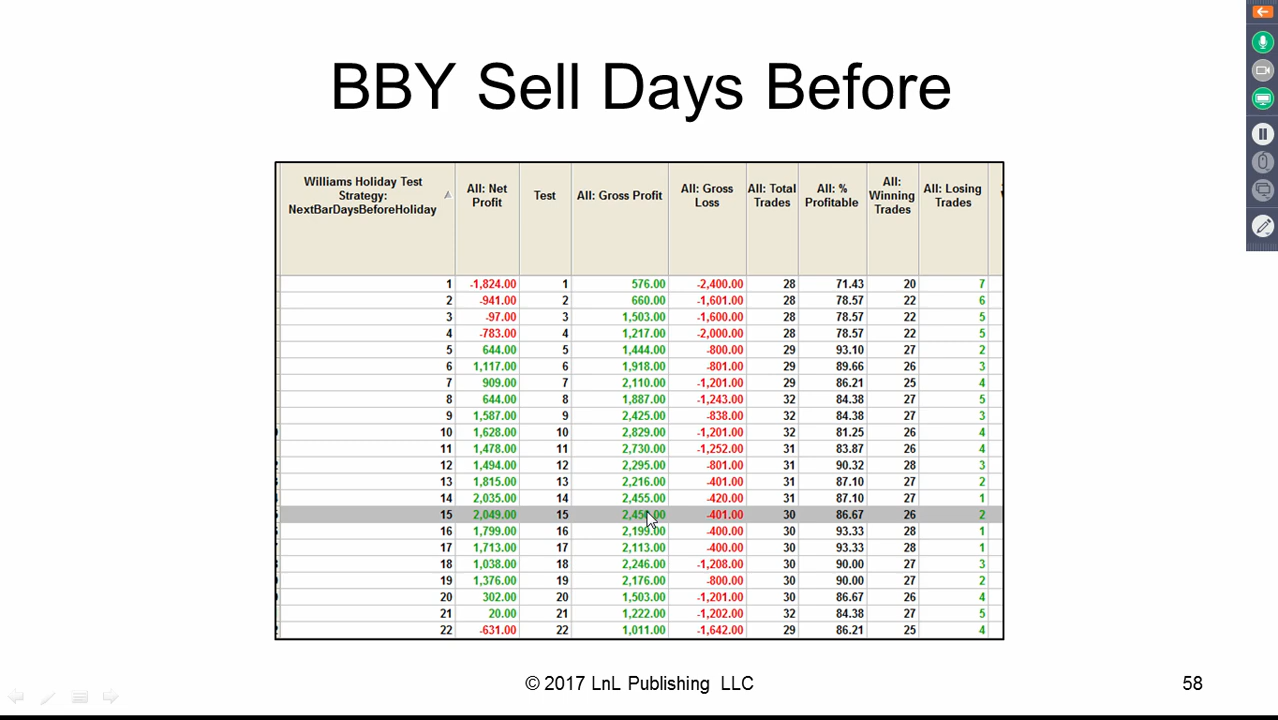 BBY Sell Days Before
Williams Holiday Test Strategy: NextBarDaysBeforeHoliday All: Net Profit Test All: Gross Profit All: Gross Loss All: Total Trades All: % Profitable All: Winning Trades All: Losing Trades
1 -1,824.00 1 576.00 -2,400.00 28 71.43 20 7
2 -941.00 2 660.00 -1,601.00 28 78.57 22 6
3 -97.00 3 1,503.00 -1,600.00 28 78.57 22 5
4 -783.00 4 1,217.00 -2,000.00 28 78.57 22 5
5 644.00 5 1,444.00 -800.00 29 93.10 27 2
6 1,117.00 6 1,918.00 -801.00 29 89.66 26 3
7 909.00 7 2,110.00 -1,201.00 29 86.21 25 4
8 644.00 8 1,887.00 -1,243.00 32 84.38 27 5
9 1,587.00 9 2,425.00 -838.00 32 84.38 27 3
10 1,628.00 10 2,829.00 -1,201.00 32 81.25 26 4
11 1,478.00 11 2,730.00 -1,252.00 31 83.87 26 4
12 1,494.00 12 2,295.00 -801.00 31 90.32 28 3
13 1,815.00 13 2,216.00 -401.00 31 87.10 27 2
14 2,035.00 14 2,455.00 -420.00 31 87.10 27 1
15 2,049.00 15 -401.00 30 86.67 26 2
16 1,799.00 16 2,199.00 -400.00 30 93.33 28 1
17 1,713.00 17 2,113.00 -400.00 30 93.33 28 1
18 1,038.00 18 2,246.00 -1,208.00 30 90.00 27 3
19 1,376.00 19 2,176.00 -800.00 30 90.00 27 2
20 302.00 20 1,503.00 -1,201.00 30 86.67 26 4
21 20.00 21 1,222.00 -1,202.00 32 84.38 27 5
22 -631.00 22 1,011.00 -1,642.00 29 86.21 25 4
© 2017 LnL Publishing LLC
58